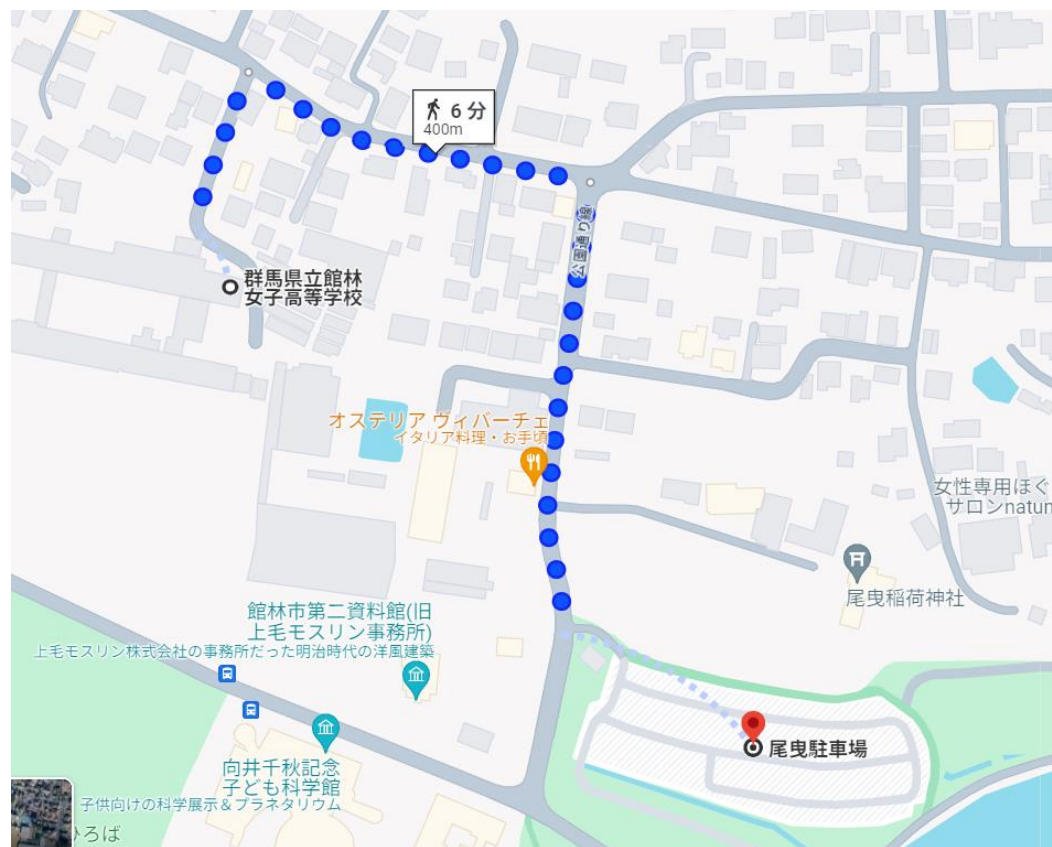 6 分
400m
公園通り線
群馬県立館林
女子高等学校
オステリア ヴィバーチェ
イタリア料理・お手頃
女性専用ほぐ
サロンnatur
尾曳稲荷神社
館林市第二資料館(旧
上毛モスリン事務所)
上毛モスリン株式会社の事務所だった明治時代の洋風建築
尾曳駐車場
向井千秋記念
子ども科学館
子供向けの科学展示＆プラネタリウム
ひろば